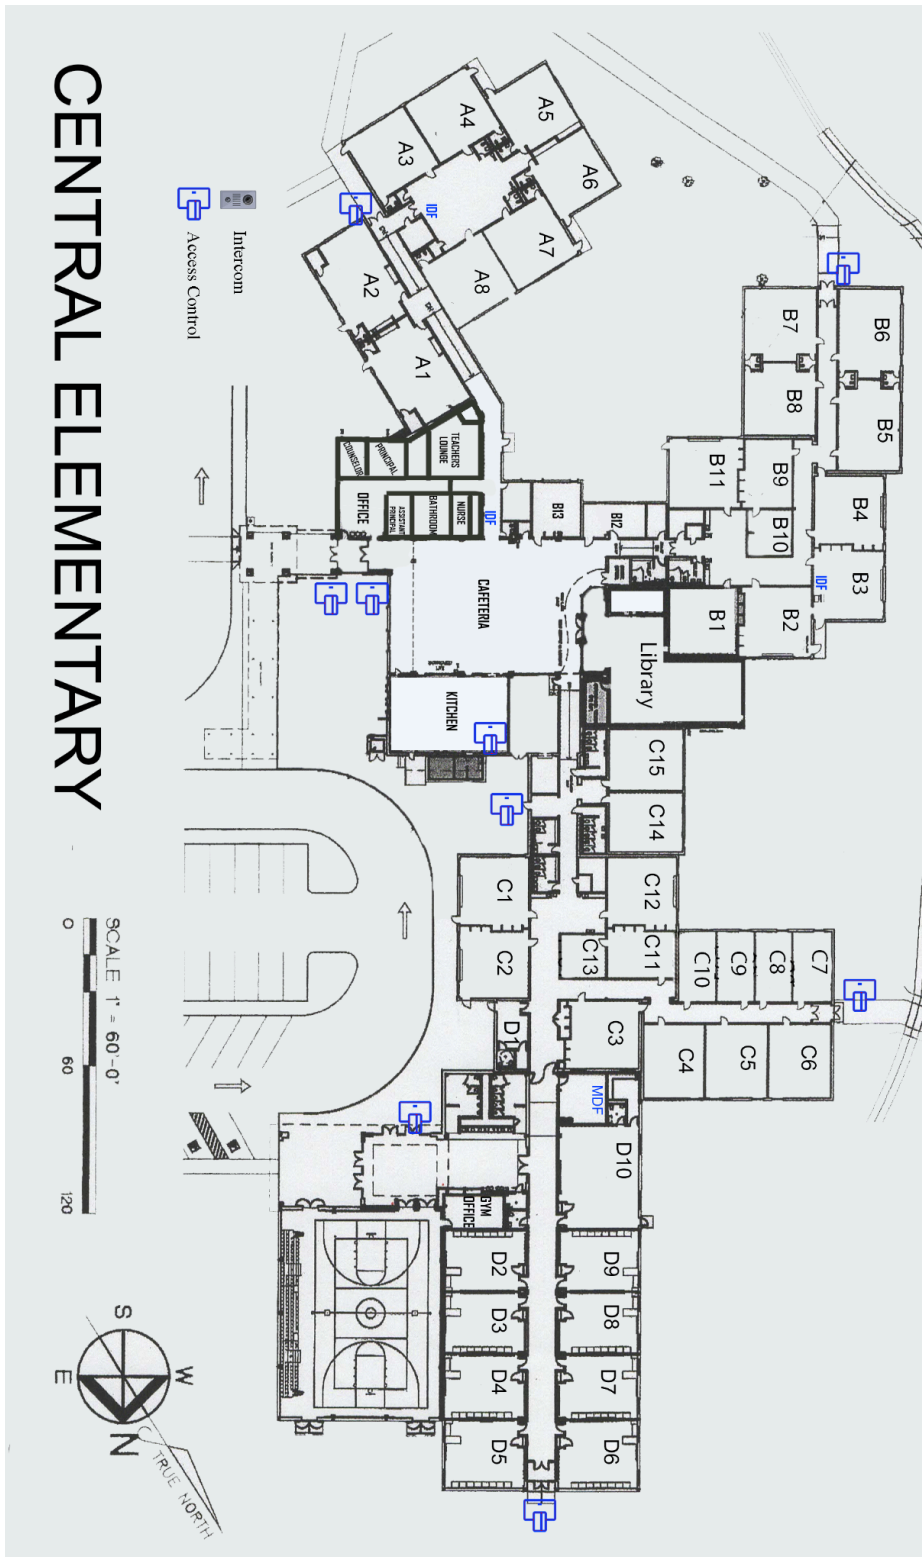 CENTRAL ELEMENTARY
Intercom
Access Control
SCALE 1" = 60'-0'
0
60
120
S
W
E
N
TRUE NORTH
A5
A4
A3
A6
A7
A8
A2
A1
IDF
TEACHERS
LOUNGE
PRINCIPAL
COUNSELOR
OFFICE
ASSISTANT
PRINCIPAL
BATHROOM
NURSE
IDF
B7
B6
B8
B5
B11
B9
B10
B4
B3
B13
B12
IDF
B1
B2
CAFETERIA
KITCHEN
Library
C15
C14
C12
C11
C13
C1
C2
C10
C9
C8
C7
C3
C4
C5
C6
D1
MDF
D10
GYM
OFFICE
D2
D9
D3
D8
D4
D7
D5
D6